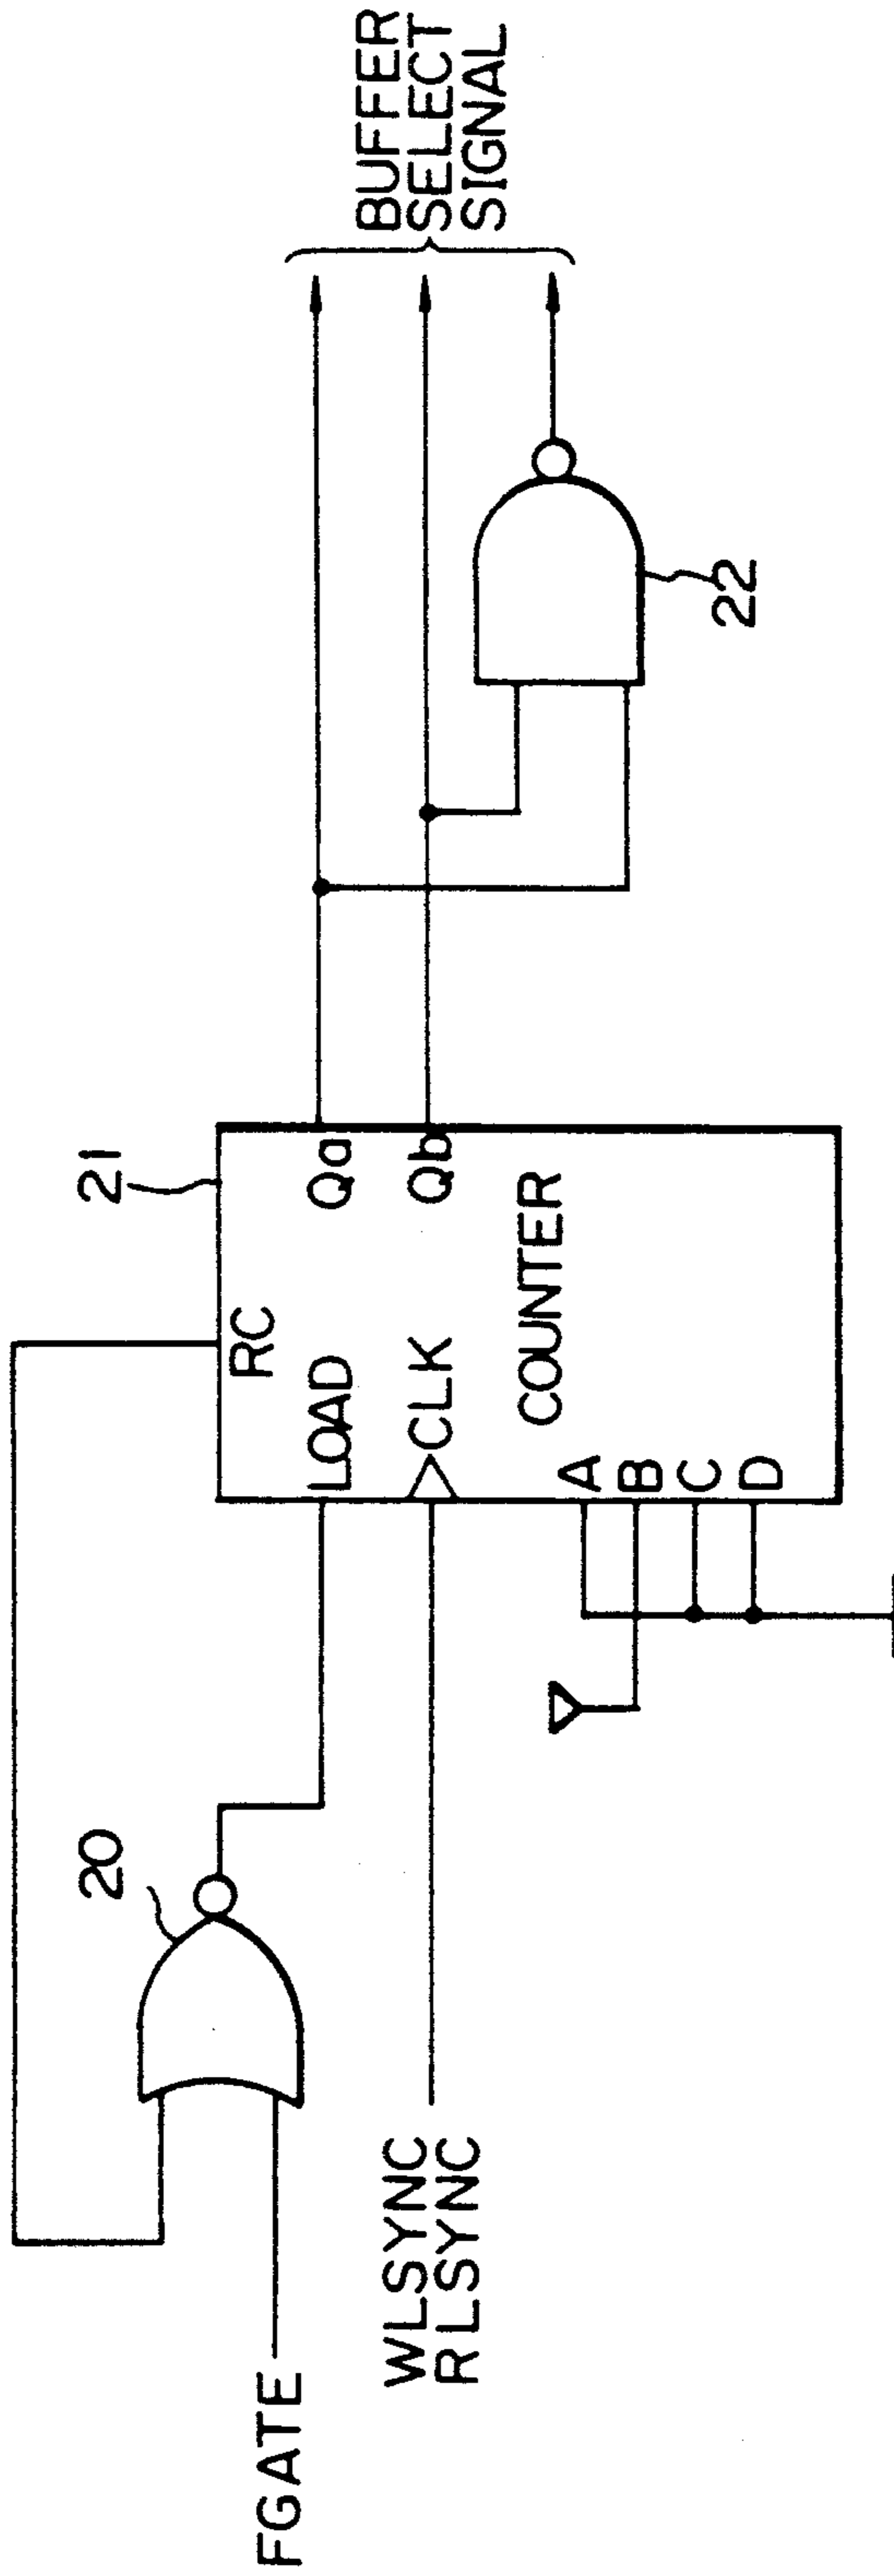 FGATE
WLSYNC
RLSYNC
20
21
RC
LOAD
CLK
A
B
C
D
COUNTER
Qa
Qb
22
BUFFER
SELECT
SIGNAL